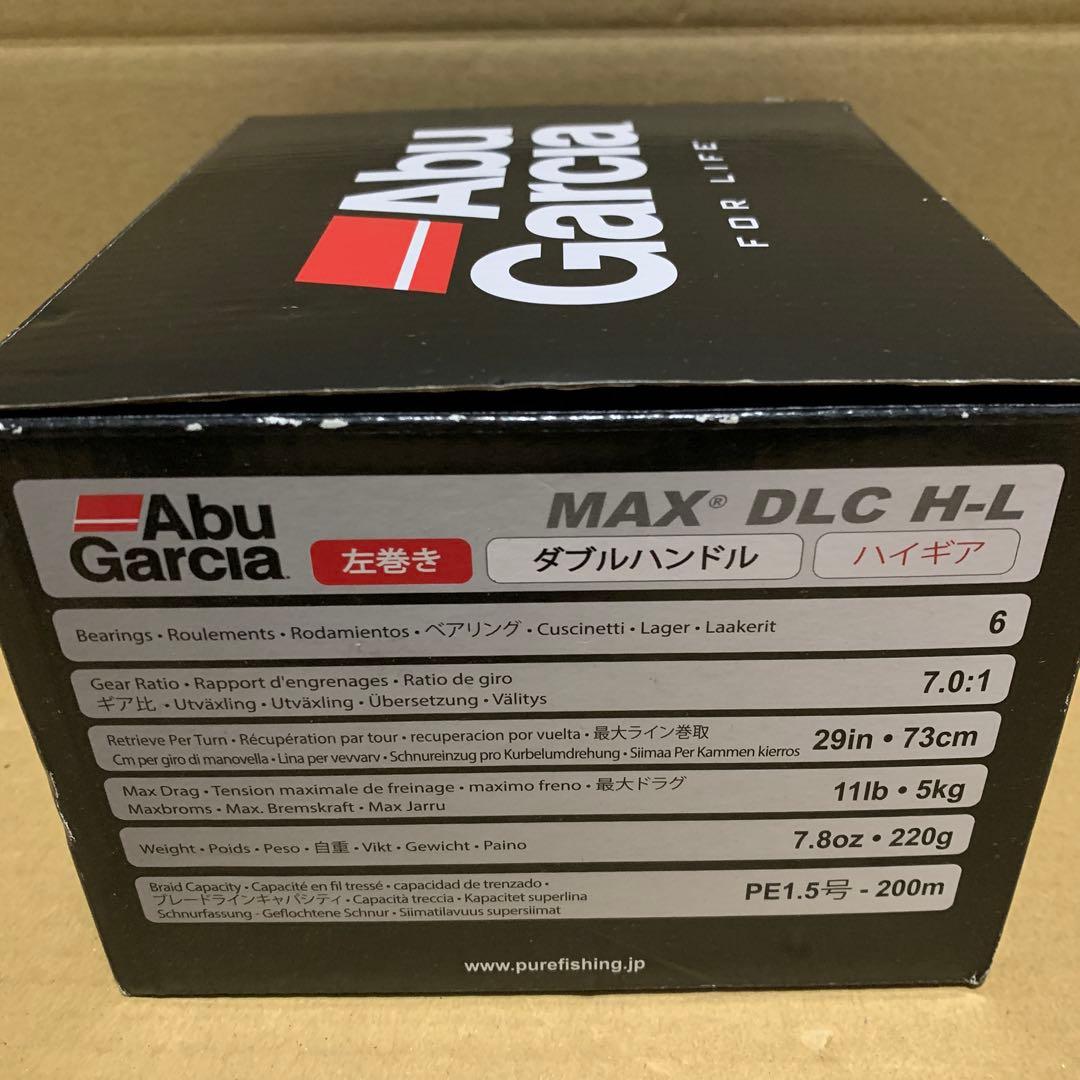 Abu
Garcia
FOR LIFE
Abu
Garcia
MAX® DLC H-L
左巻き
ダブルハンドル
ハイギア
Bearings • Roulements • Rodamientos • ベアリング • Cuscinetti • Lager • Laakerit
6
Gear Ratio • Rapport d'engrenages • Ratio de giro
ギア比 • Utväxling • Utväxling • Übersetzung • Välitys
7.0:1
Retrieve Per Turn • Récupération par tour • recuperacion por vuelta • 最大ライン巻取
Cm per giro di manovella • Lina per vevvarv • Schnureinzug pro Kurbelumdrehung • Siimaa Per Kammen kierros
29in • 73cm
Max Drag • Tension maximale de freinage • maximo freno • 最大ドラグ
Maxbroms • Max. Bremskraft • Max Jarru
11lb • 5kg
Weight • Poids • Peso • 自重 • Vikt • Gewicht • Paino
7.8oz • 220g
Braid Capacity • Capacité en fil tressé • capacidad de trenzado •
ブレードラインキャパシティ • Capacità treccia • Kapacitet superlina
Schnurfassung - Geflochtene Schnur • Siimatilavuus supersiimat
PE1.5号 - 200m
www.purefishing.jp